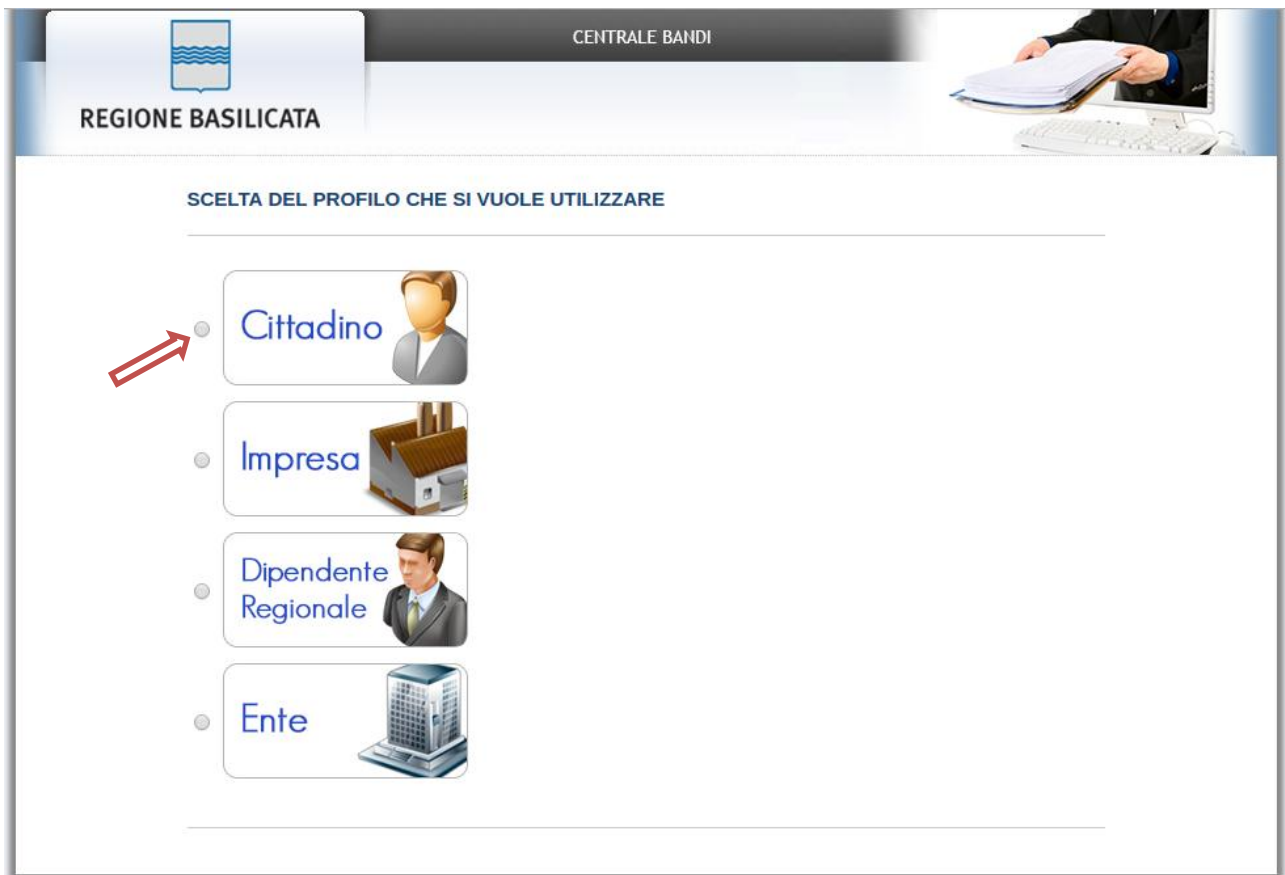 CENTRALE BANDI
REGIONE BASILICATA
SCELTA DEL PROFILO CHE SI VUOLE UTILIZZARE
Cittadino
Impresa
Dipendente
Regionale
Ente